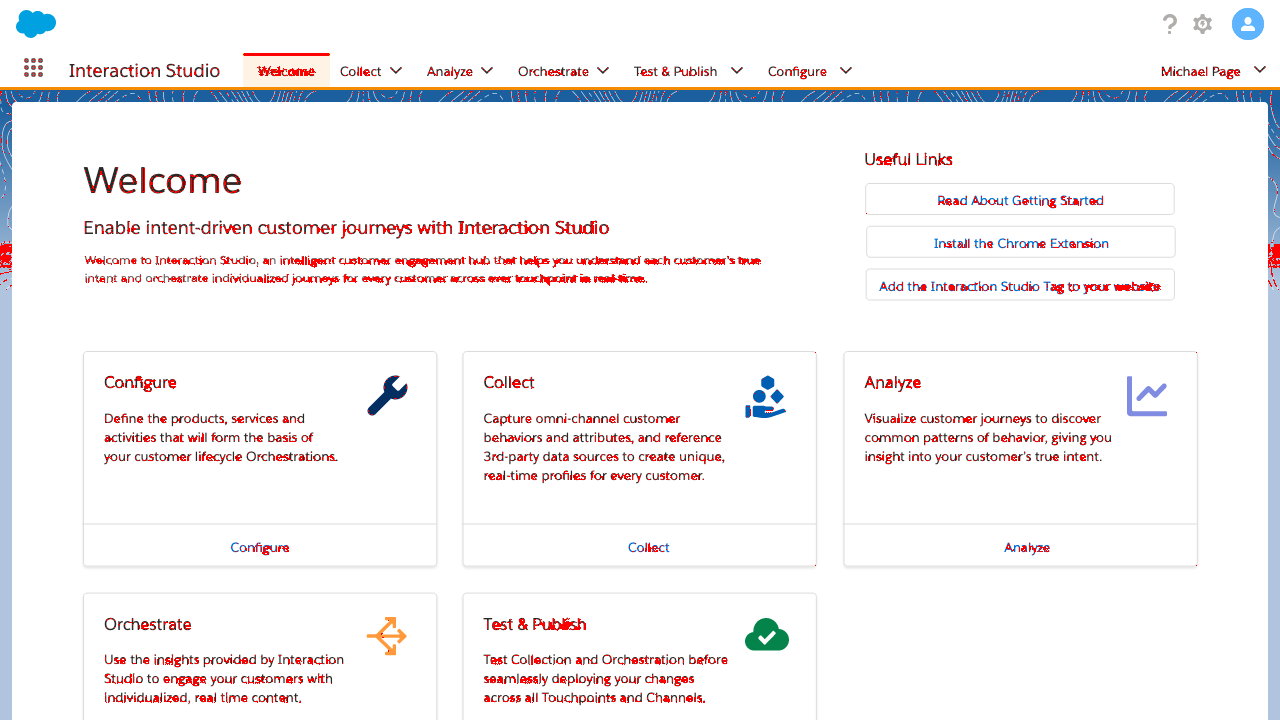 Interaction Studio
Welcome
Collect
Analyze
Orchestrate
Test & Publish
Configure
Michael Page
Welcome
Enable intent-driven customer journeys with Interaction Studio
Welcome to Interaction Studio, an intelligent customer engagement hub that helps you understand each customer's true
intent and orchestrate individualized journeys for every customer across ever touchpoint in real-time.
Useful Links
Read About Getting Started
Install the Chrome Extension
Add the Interaction Studio Tag to your website
Configure
Define the products, services and
activities that will form the basis of
your customer lifecycle Orchestrations.
Configure
Collect
Capture omni-channel customer
behaviors and attributes, and reference
3rd-party data sources to create unique,
real-time profiles for every customer.
Collect
Analyze
Visualize customer journeys to discover
common patterns of behavior, giving you
insight into your customer's true intent.
Analyze
Orchestrate
Use the insights provided by Interaction
Studio to engage your customers with
individualized, real time content.
Test & Publish
Test Collection and Orchestration before
seamlessly deploying your changes
across all Touchpoints and Channels.